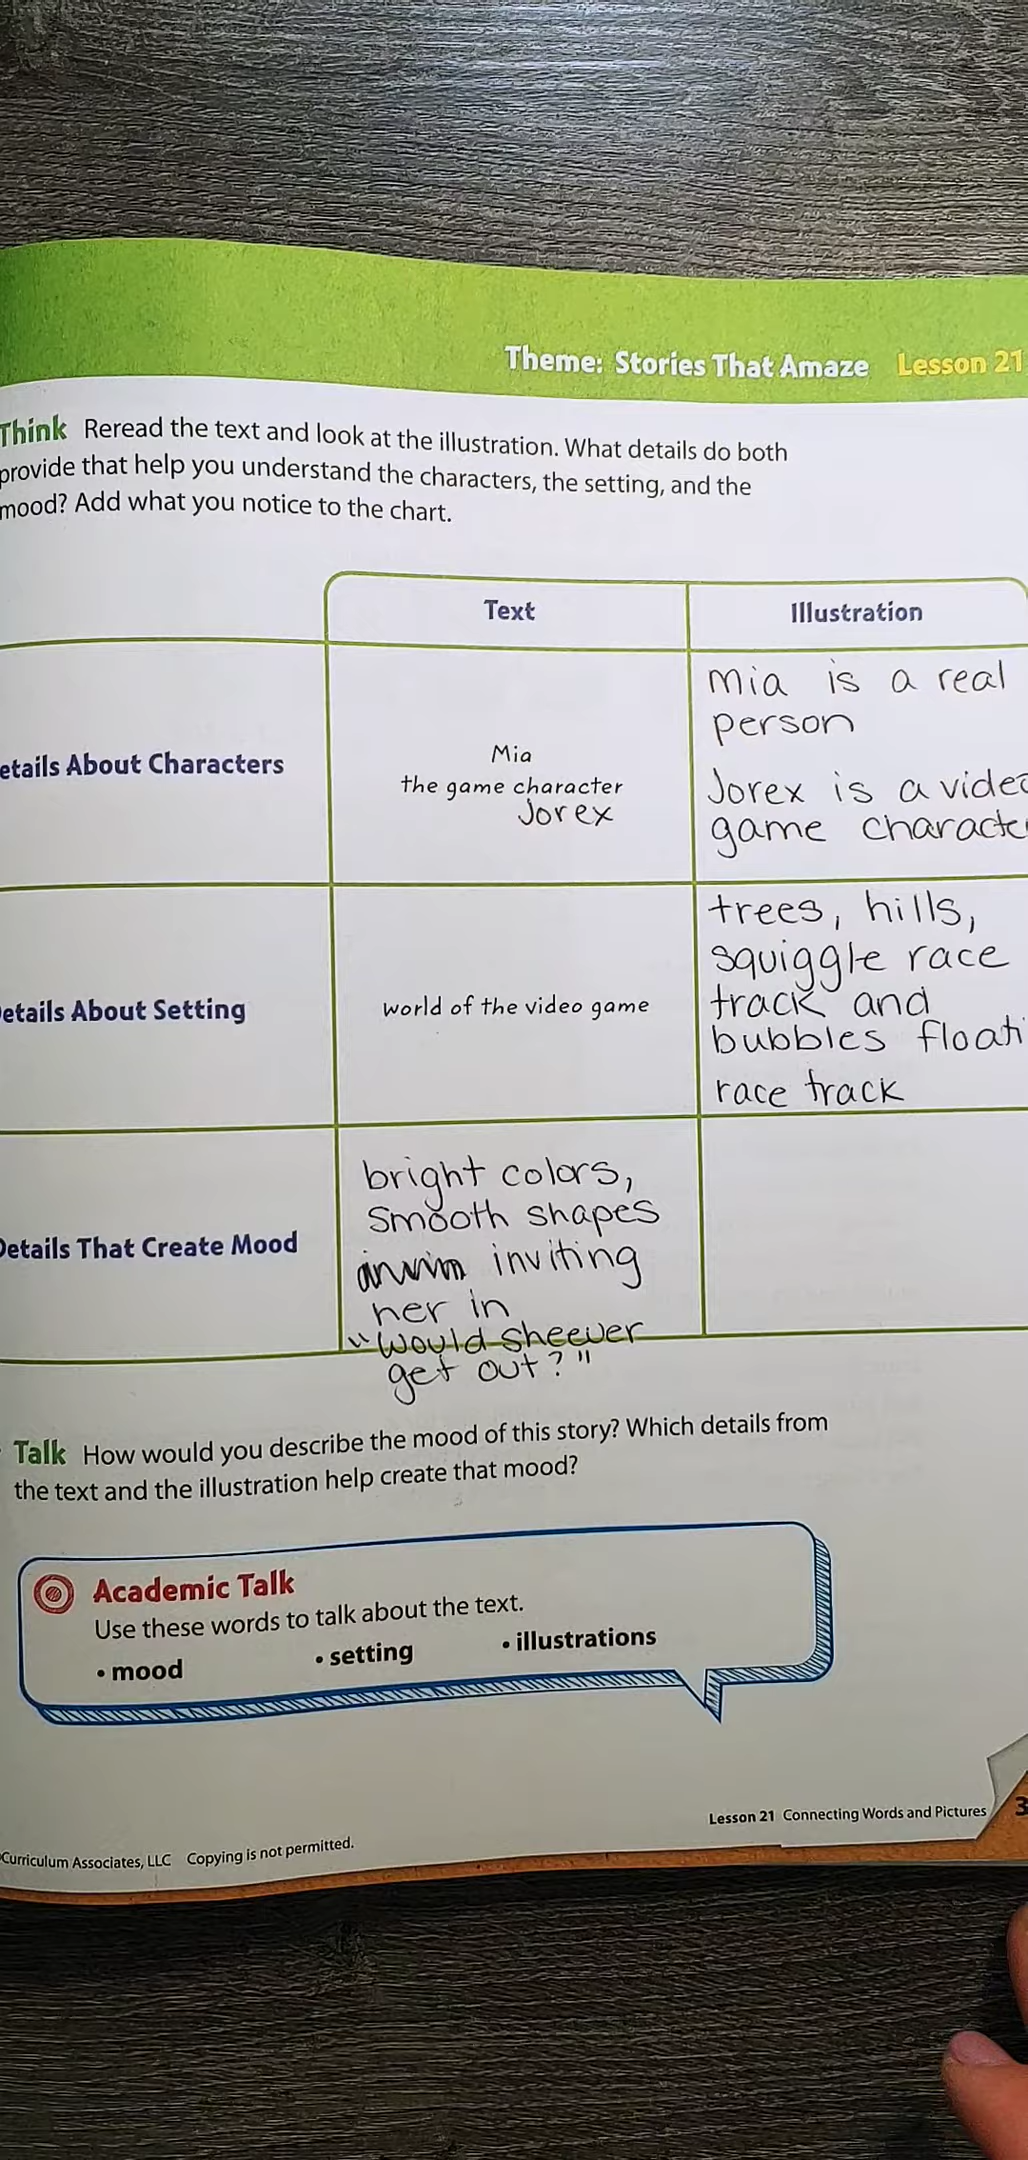 Theme: Stories That Amaze Lesson 21
Think Reread the text and look at the illustration. What details do both
provide that help you understand the characters, the setting, and the
mood? Add what you notice to the chart.
Text
Illustration
etails About Characters
Mia
the game character
Jorex
mia is a real
person
Jorex is a video
game characte
etails About Setting
world of the video game
trees, hills,
squiggle race
track and
bubbles floati
race track
Details That Create Mood
bright colors,
smooth shapes
inviting
her in
"would she ever
get out?"
Talk How would you describe the mood of this story? Which details from
the text and the illustration help create that mood?
Academic Talk
Use these words to talk about the text.
• mood • setting • illustrations
Lesson 21 Connecting Words and Pictures 3
Curriculum Associates, LLC Copying is not permitted.